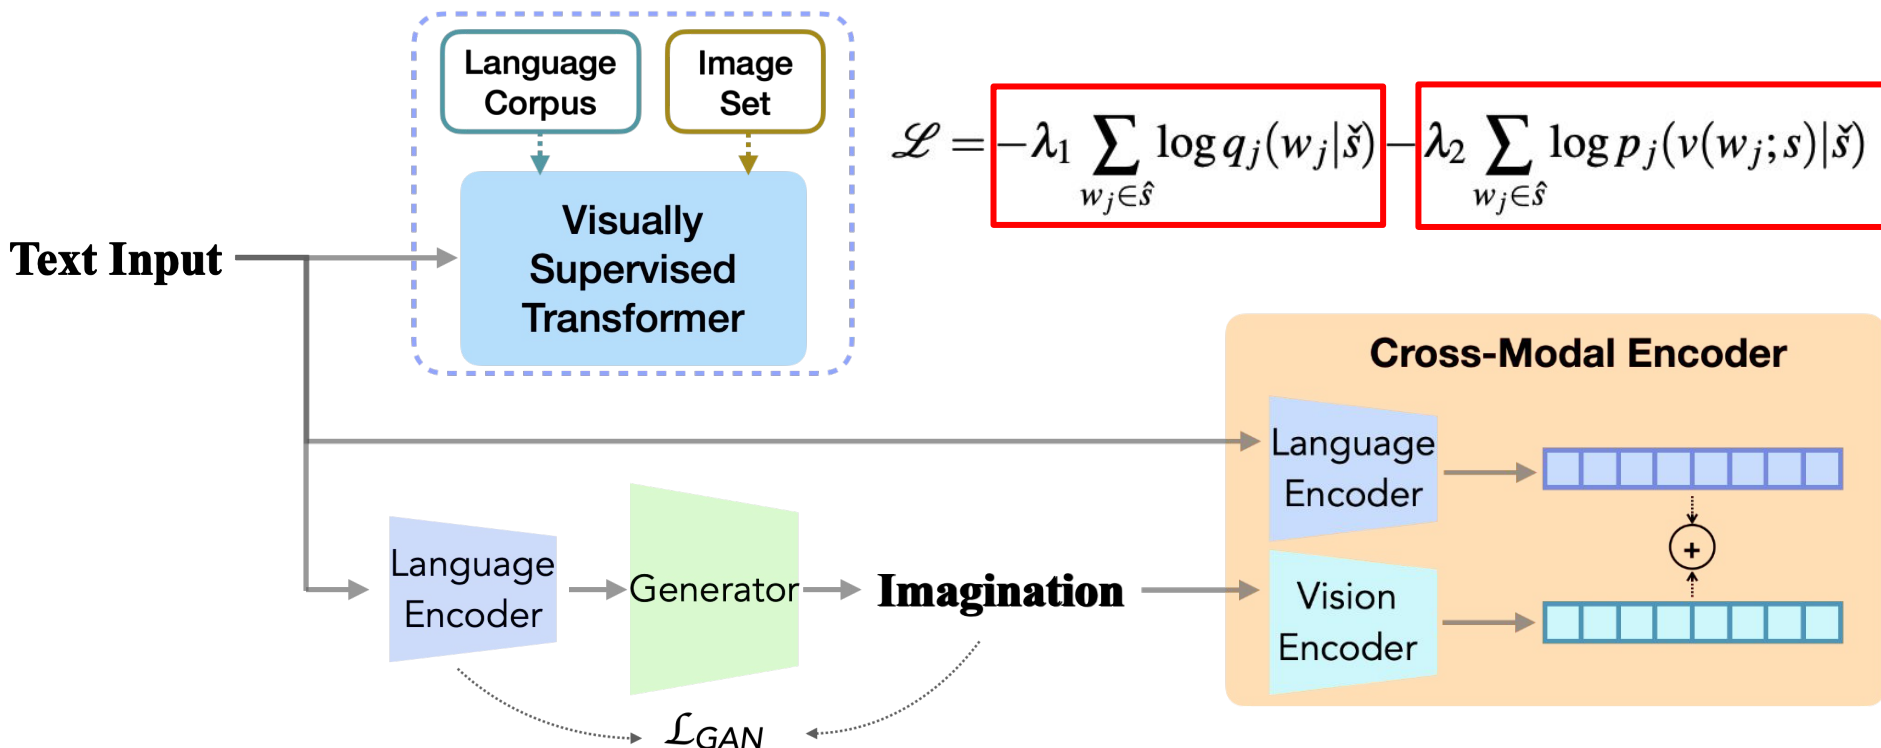 Language
Corpus
Image
Set
ℒ = −λ₁ ∑ log qⱼ(wⱼ|š) − λ₂ ∑ log pⱼ(v(wⱼ; s)|š)
wⱼ∈ŝ wⱼ∈ŝ
Visually
Supervised
Transformer
Text Input
Cross-Modal Encoder
Language
Encoder
+
Language
Encoder
Generator
Imagination
Vision
Encoder
ℒGAN